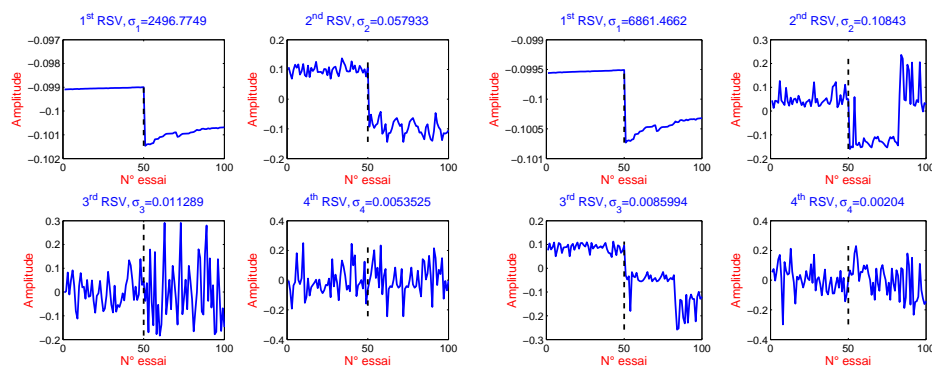 1st RSV, σ1=2496.7749
2nd RSV, σ2=0.057933
1st RSV, σ1=6861.4662
2nd RSV, σ2=0.10843
−0.097
−0.098
−0.099
−0.1
−0.101
−0.102
Amplitude
0 50 100
N° essai
0.2
0.1
0
−0.1
−0.2
0 50 100
−0.099
−0.0995
−0.1
−0.1005
−0.101
Amplitude
0 50 100
N° essai
0.3
0.2
0.1
0
−0.1
−0.2
0 50 100
3rd RSV, σ3=0.011289
4th RSV, σ4=0.0053525
3rd RSV, σ3=0.0085994
4th RSV, σ4=0.00204
0.3
0.2
0.1
0
−0.1
−0.2
Amplitude
0 50 100
N° essai
0.4
0.2
0
−0.2
−0.4
0 50 100
0.2
0.1
0
−0.1
−0.2
−0.3
Amplitude
0 50 100
N° essai
0.4
0.2
0
−0.2
−0.4
0 50 100